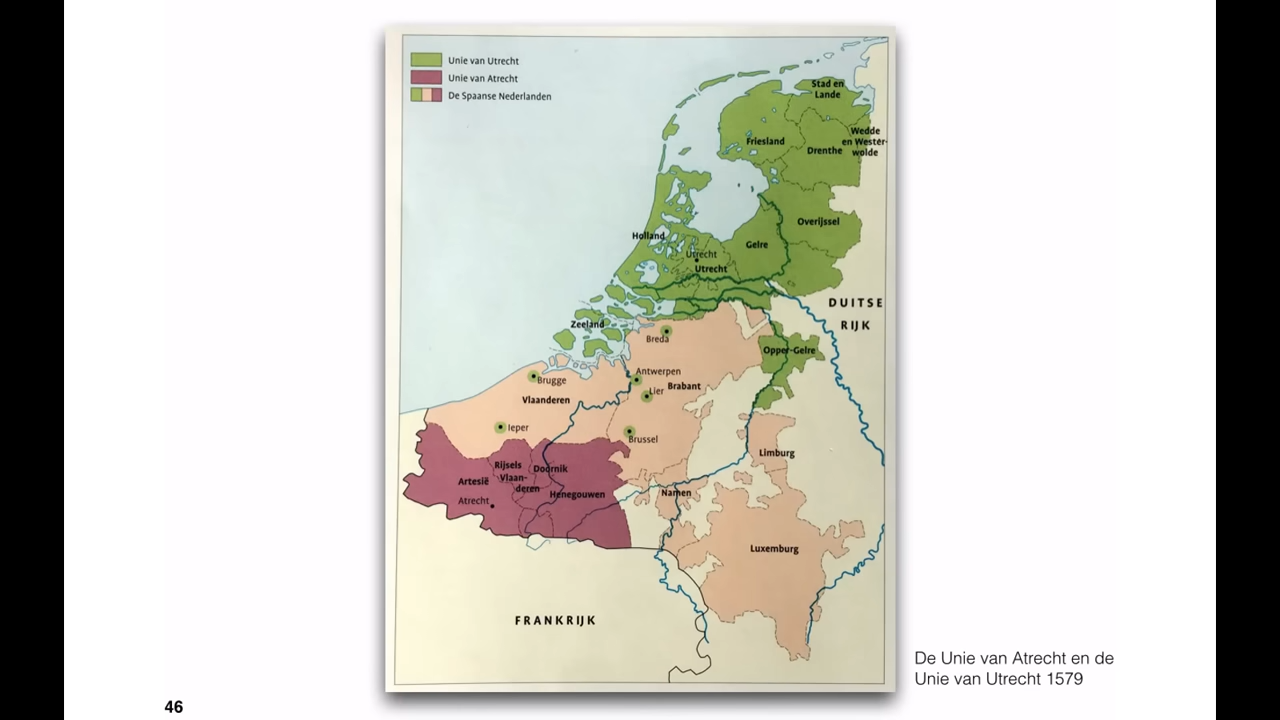 Unie van Utrecht
Unie van Atrecht
De Spaanse Nederlanden
Stad en
Lande
Wedde
en Wester-
wolde
Friesland
Drenthe
Overijssel
Holland
Gelre
Utrecht
Utrecht
DUITSE
RIJK
Zeeland
Breda
Opper-Gelre
Antwerpen
Brugge
Lier
Brabant
Vlaanderen
Ieper
Brussel
Limburg
Rijsels
Vlaan-
deren
Doornik
Artesië
Henegouwen
Namen
Atrecht
Luxemburg
FRANKRIJK
De Unie van Atrecht en de
Unie van Utrecht 1579
46